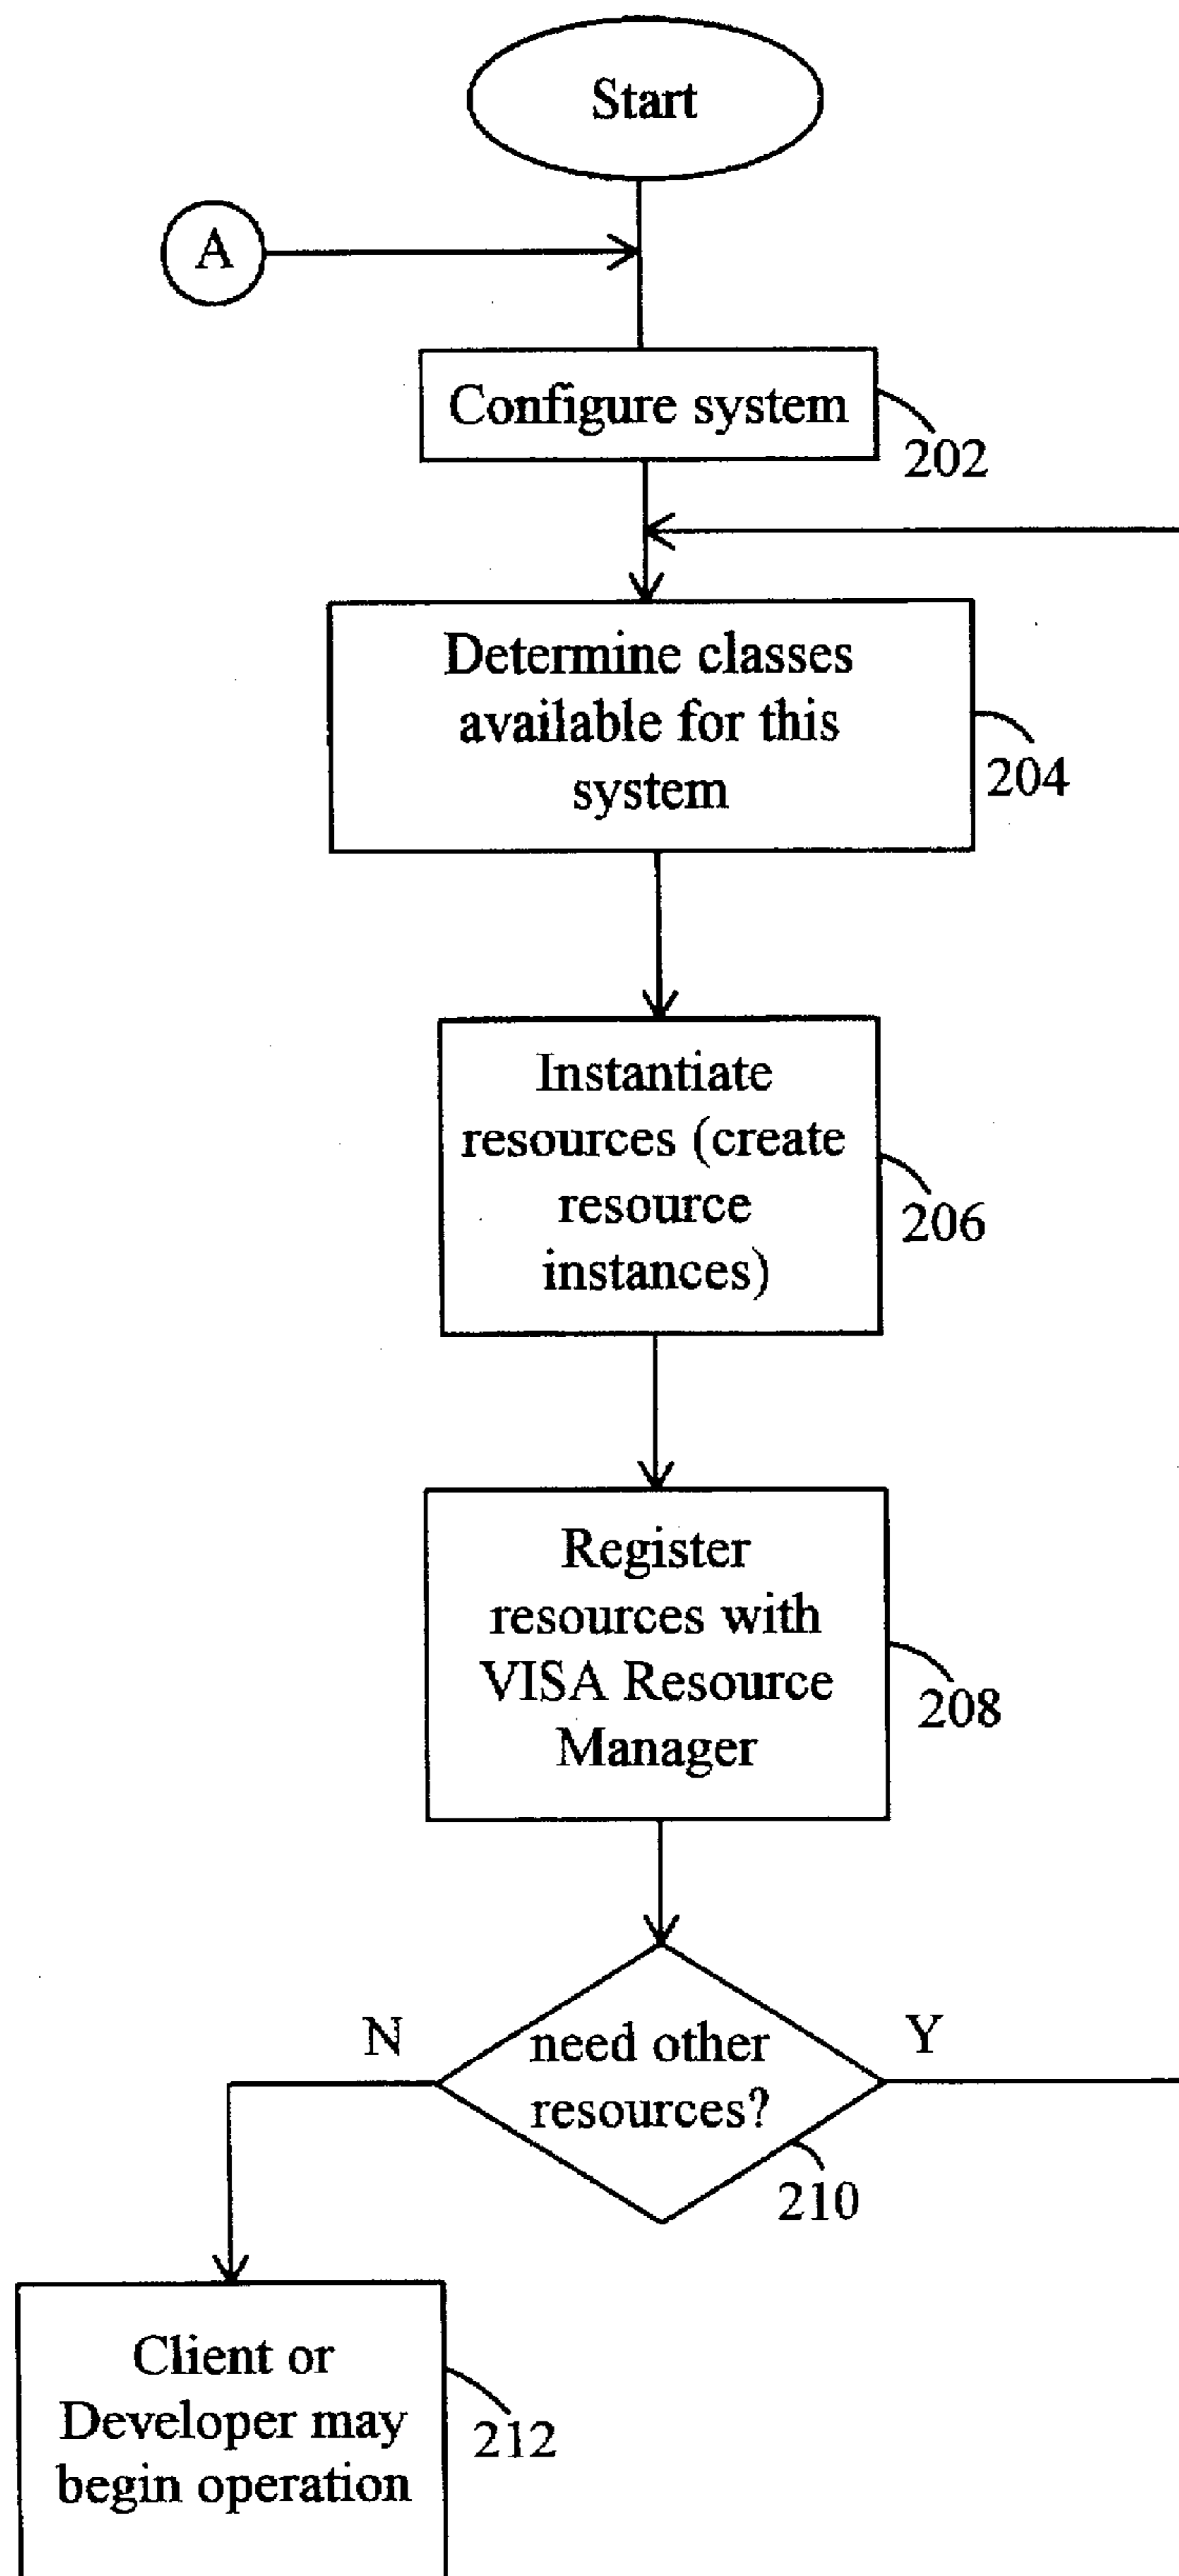 Start
A
Configure system
202
Determine classes
available for this
system
204
Instantiate
resources (create
resource
instances)
206
Register
resources with
VISA Resource
Manager
208
N
need other
resources?
Y
210
Client or
Developer may
begin operation
212